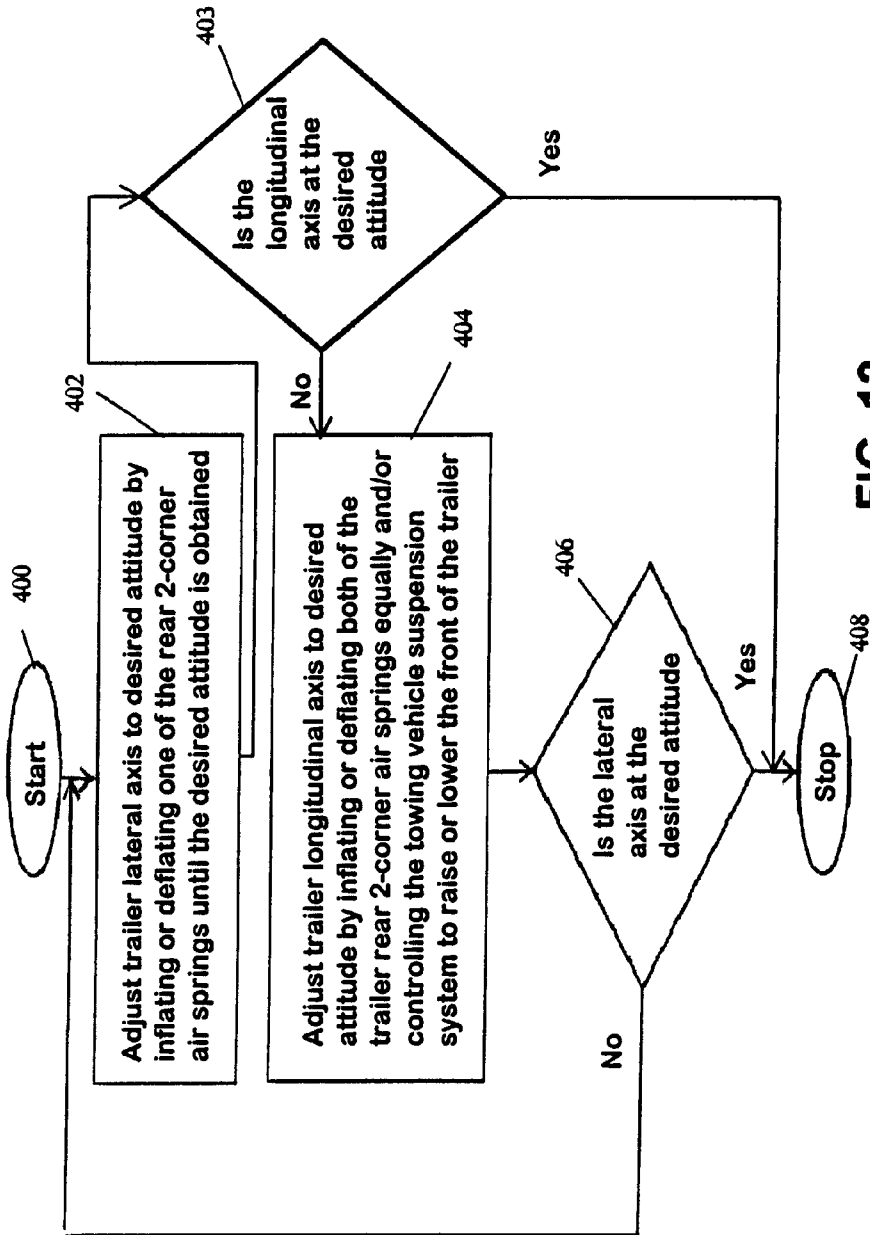 400
Start
402
Adjust trailer lateral axis to desired attitude by
inflating or deflating one of the rear 2-corner
air springs until the desired attitude is obtained
403
Is the
longitudinal
axis at the
desired
attitude
No
Yes
404
Adjust trailer longitudinal axis to desired
attitude by inflating or deflating both of the
trailer rear 2-corner air springs equally and/or
controlling the towing vehicle suspension
system to raise or lower the front of the trailer
406
Is the lateral
axis at the
desired attitude
No
Yes
Stop
408
FIG.